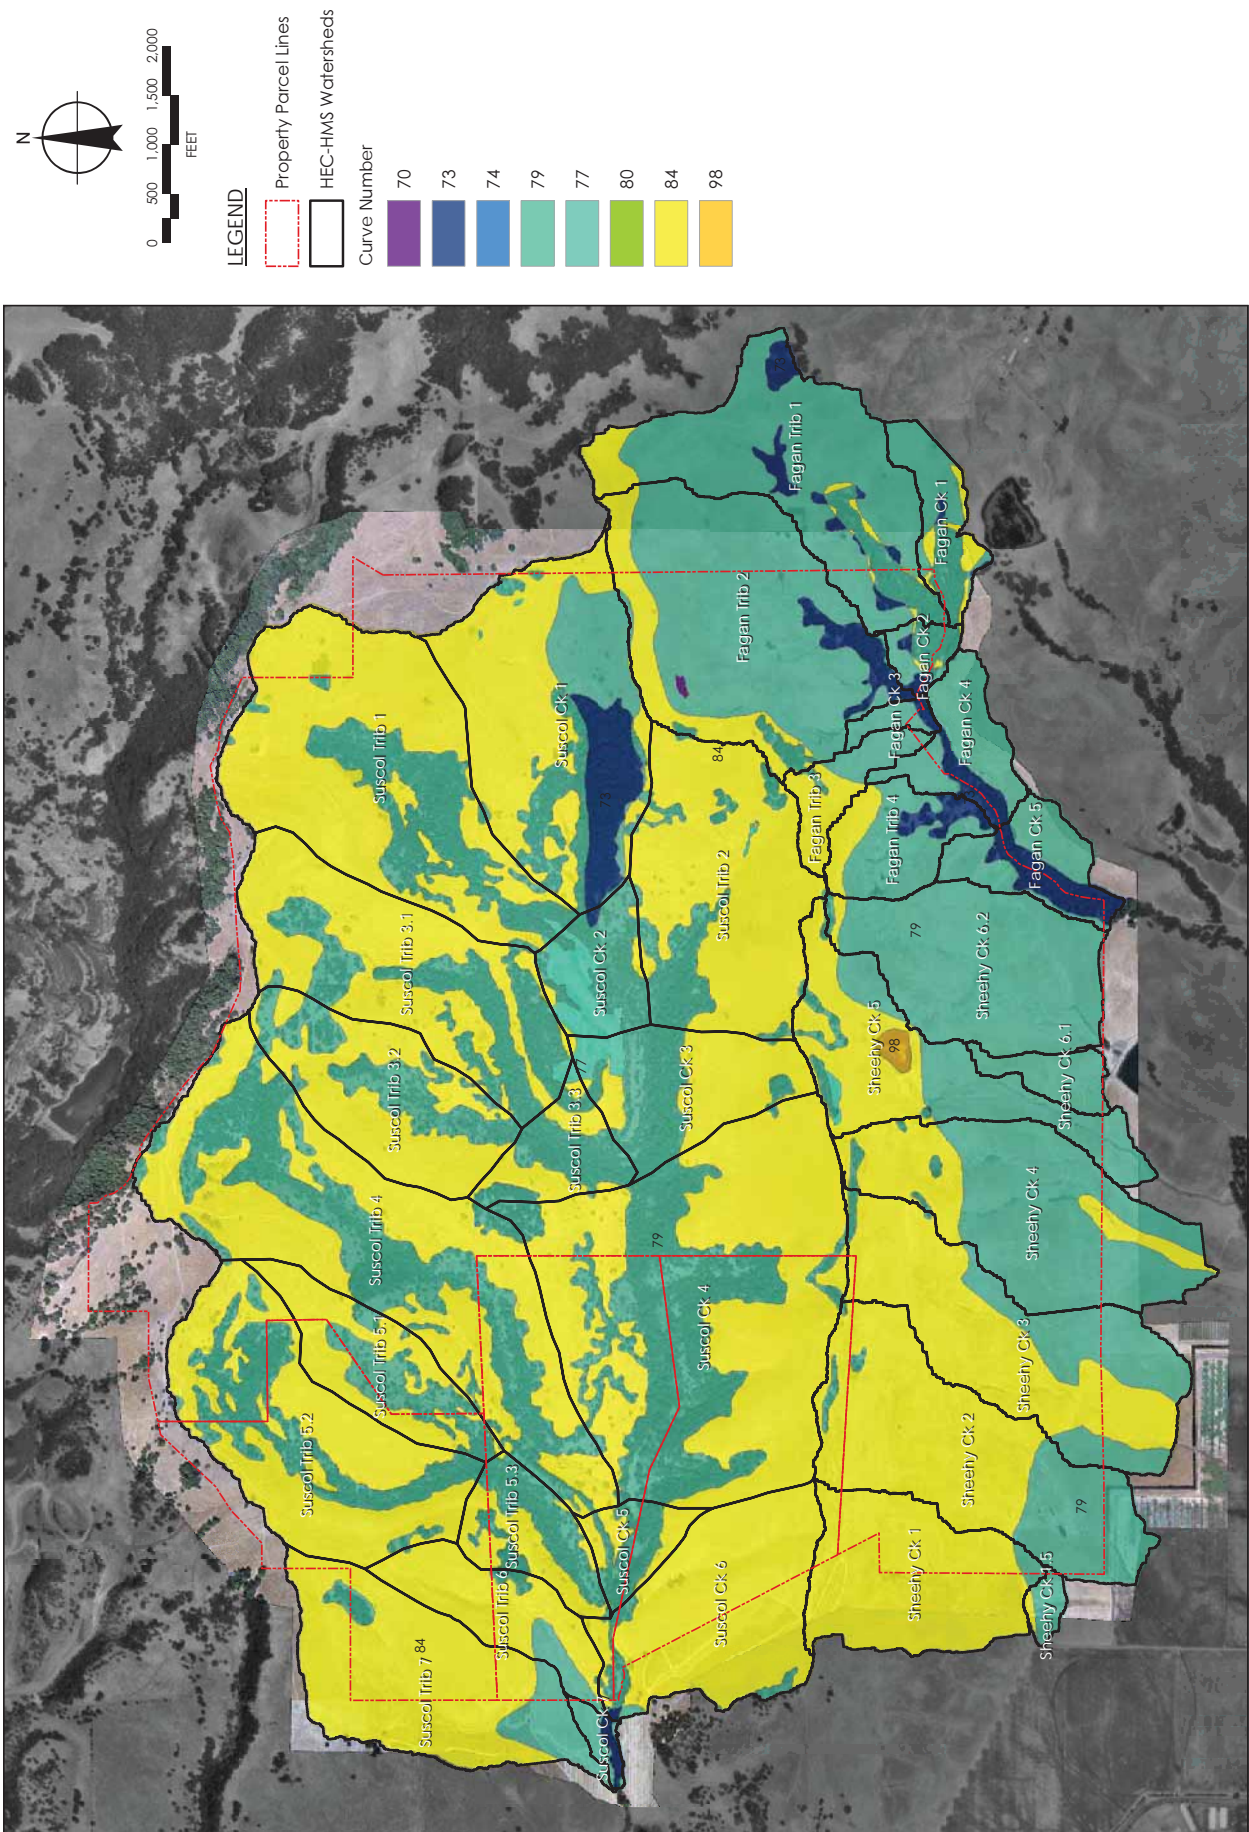 N
0 500 1,000 1,500 2,000
FEET
LEGEND
Property Parcel Lines
HEC-HMS Watersheds
Curve Number
70
73
74
79
77
80
84
98
Suscol Trib 1
Suscol Ck 1
73
Suscol Trib 3.1
Suscol Ck 2
Suscol Trib 2
84
Suscol Trib 3.2
Suscol Trib 3.3
77
Suscol Ck 3
Suscol Trib 4
79
Suscol Ck 4
Suscol Trib 5.1
Suscol Trib 5.2
Suscol Trib 5.3
Suscol Ck 5
Suscol Trib 6
Suscol Ck 6
Suscol Trib 7
84
Suscol Ck
Fagan Trib 1
Fagan Ck 1
Fagan Trib 2
Fagan Ck 2
Fagan Ck 3
Fagan Ck 4
Fagan Trib 3
Fagan Trib 4
Fagan Ck 5
79
Sheehy Ck 6.2
Sheehy Ck 5
98
Sheehy Ck 6.1
Sheehy Ck 4
Sheehy Ck 3
Sheehy Ck 2
79
Sheehy Ck 1
Sheehy Ck 1.5